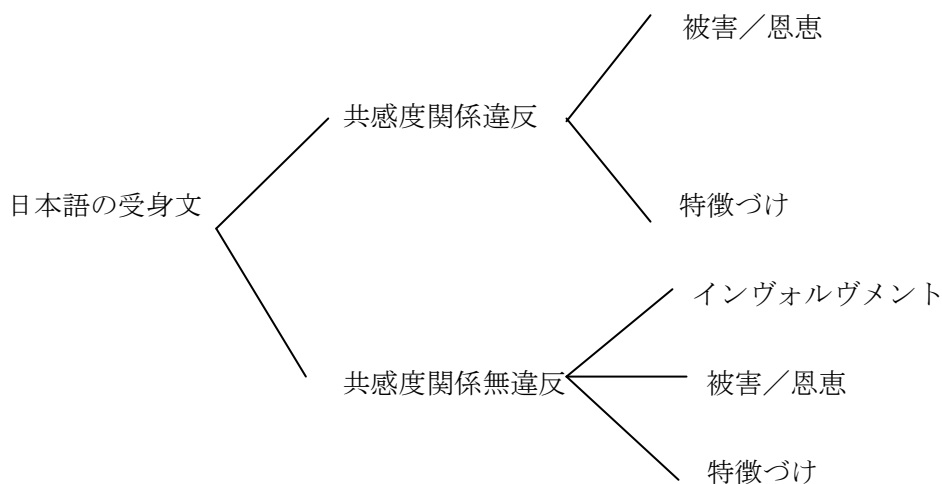 被害／恩恵
共感度関係違反
日本語の受身文
特徴づけ
インヴォルヴメント
共感度関係無違反
被害／恩恵
特徴づけ